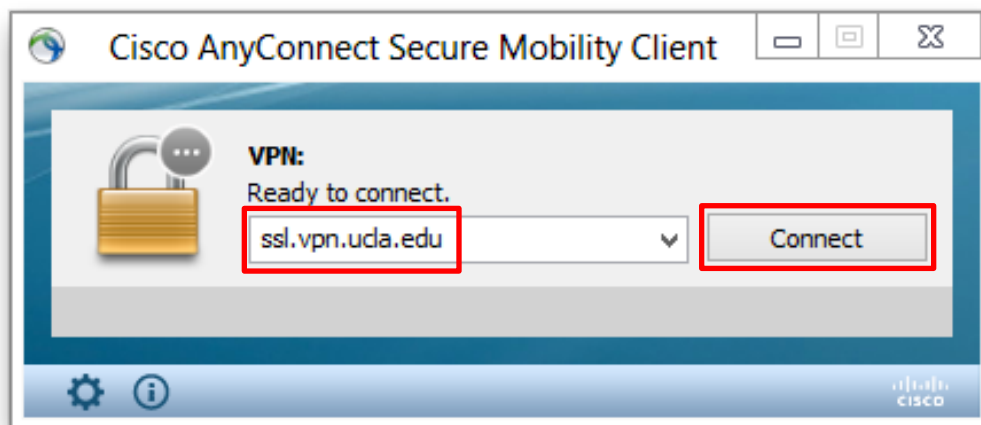 Cisco AnyConnect Secure Mobility Client
VPN:
Ready to connect.
ssl.vpn.ucla.edu
Connect
CISCO